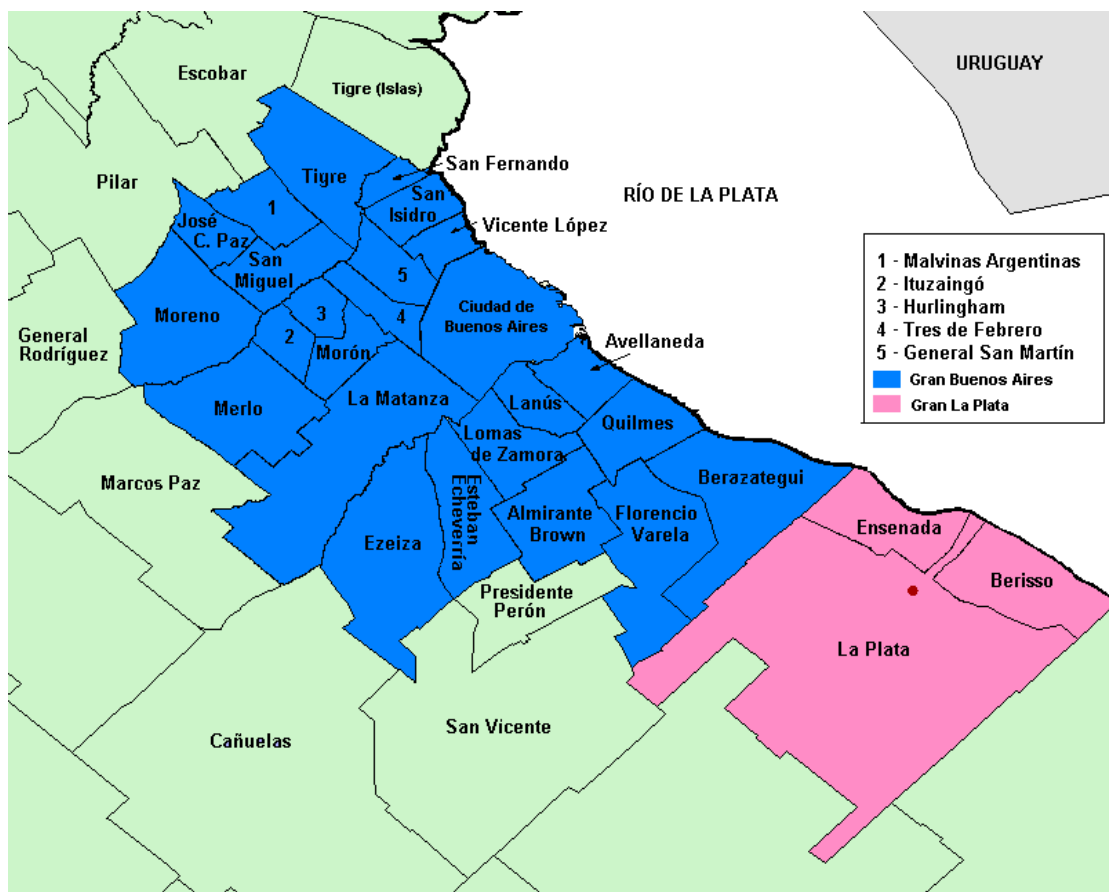 URUGUAY
Escobar
Tigre (Islas)
San Fernando
Tigre
Pilar
RÍO DE LA PLATA
San
Isidro
1
José
C. Paz
Vicente López
San
Miguel
5
Ciudad de
Buenos Aires
Moreno
3
4
2
General
Rodríguez
Morón
Avellaneda
1 - Malvinas Argentinas
2 - Ituzaingó
3 - Hurlingham
4 - Tres de Febrero
5 - General San Martín
Gran Buenos Aires
Gran La Plata
Merlo
La Matanza
Lanús
Quilmes
Lomas
de Zamora
Berazategui
Marcos Paz
Esteban
Echeverría
Ezeiza
Almirante
Brown
Florencio
Varela
Ensenada
Berisso
Presidente
Perón
La Plata
San Vicente
Cañuelas